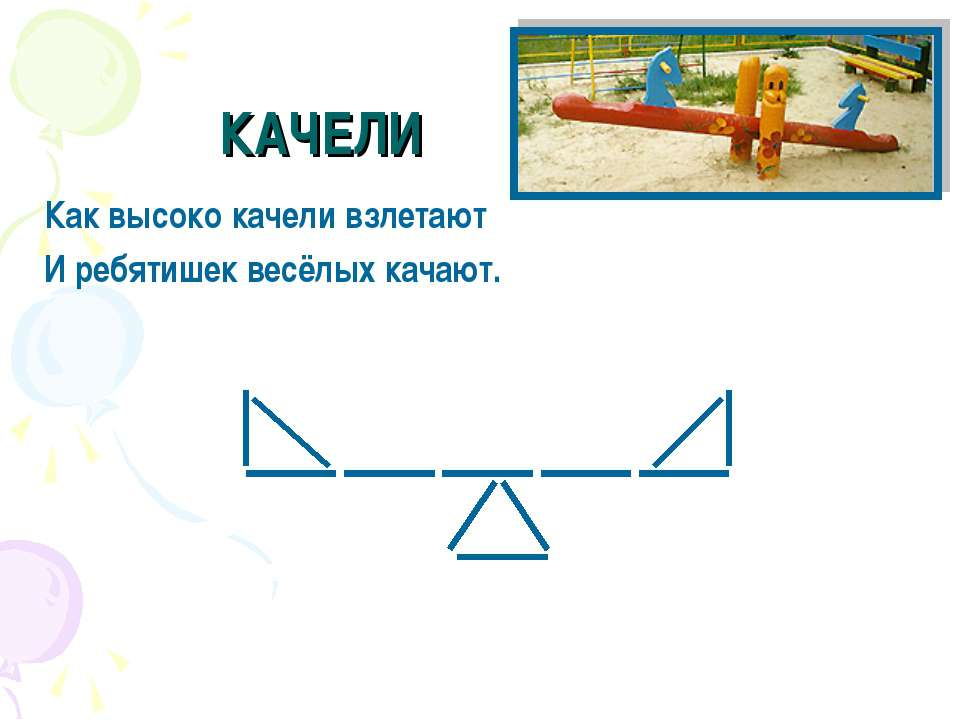 КАЧЕЛИ
Как высоко качели взлетают
И ребятишек весёлых качают.